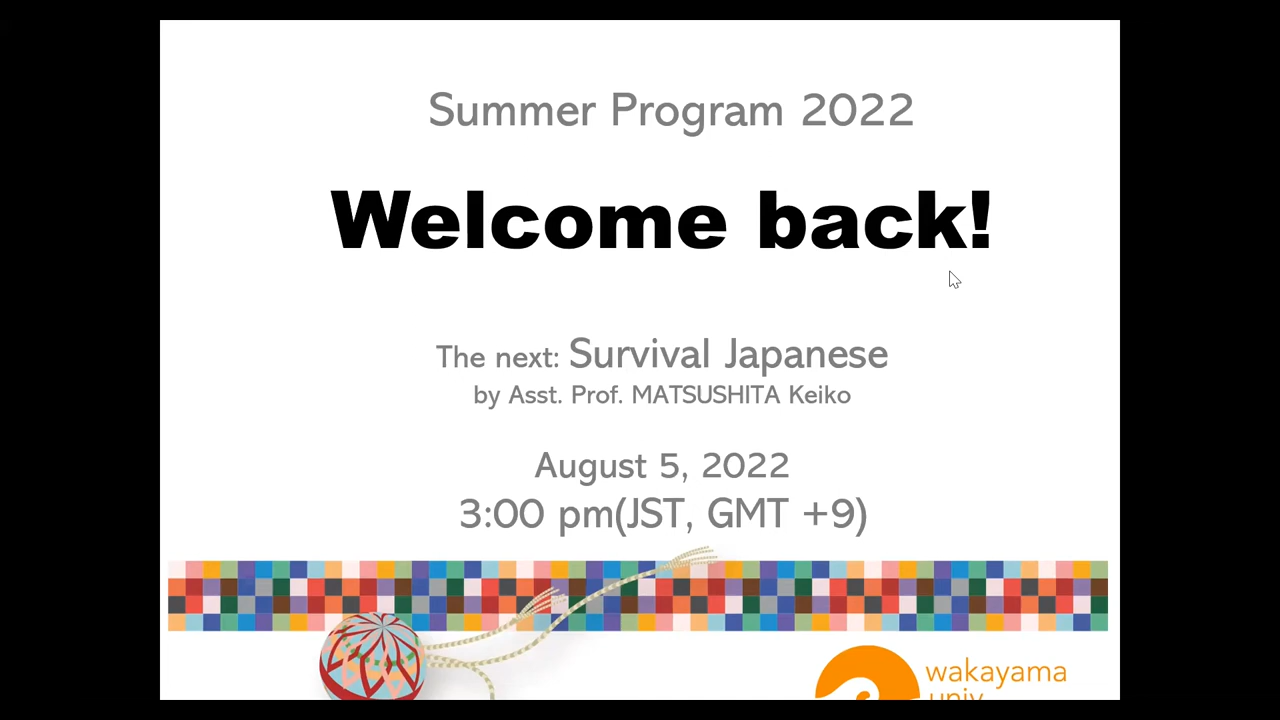 Summer Program 2022
Welcome back!
The next: Survival Japanese
by Asst. Prof. MATSUSHITA Keiko
August 5, 2022
3:00 pm(JST, GMT +9)
wakayama
univ